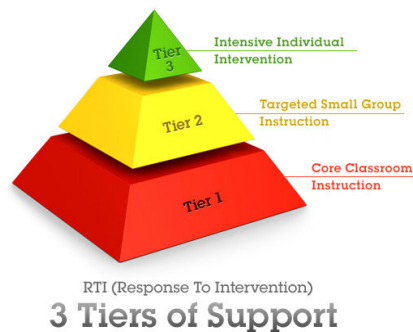 Tier
3
Intensive Individual
Intervention
Tier 2
Targeted Small Group
Instruction
Tier 1
Core Classroom
Instruction
RTI (Response To Intervention)
3 Tiers of Support